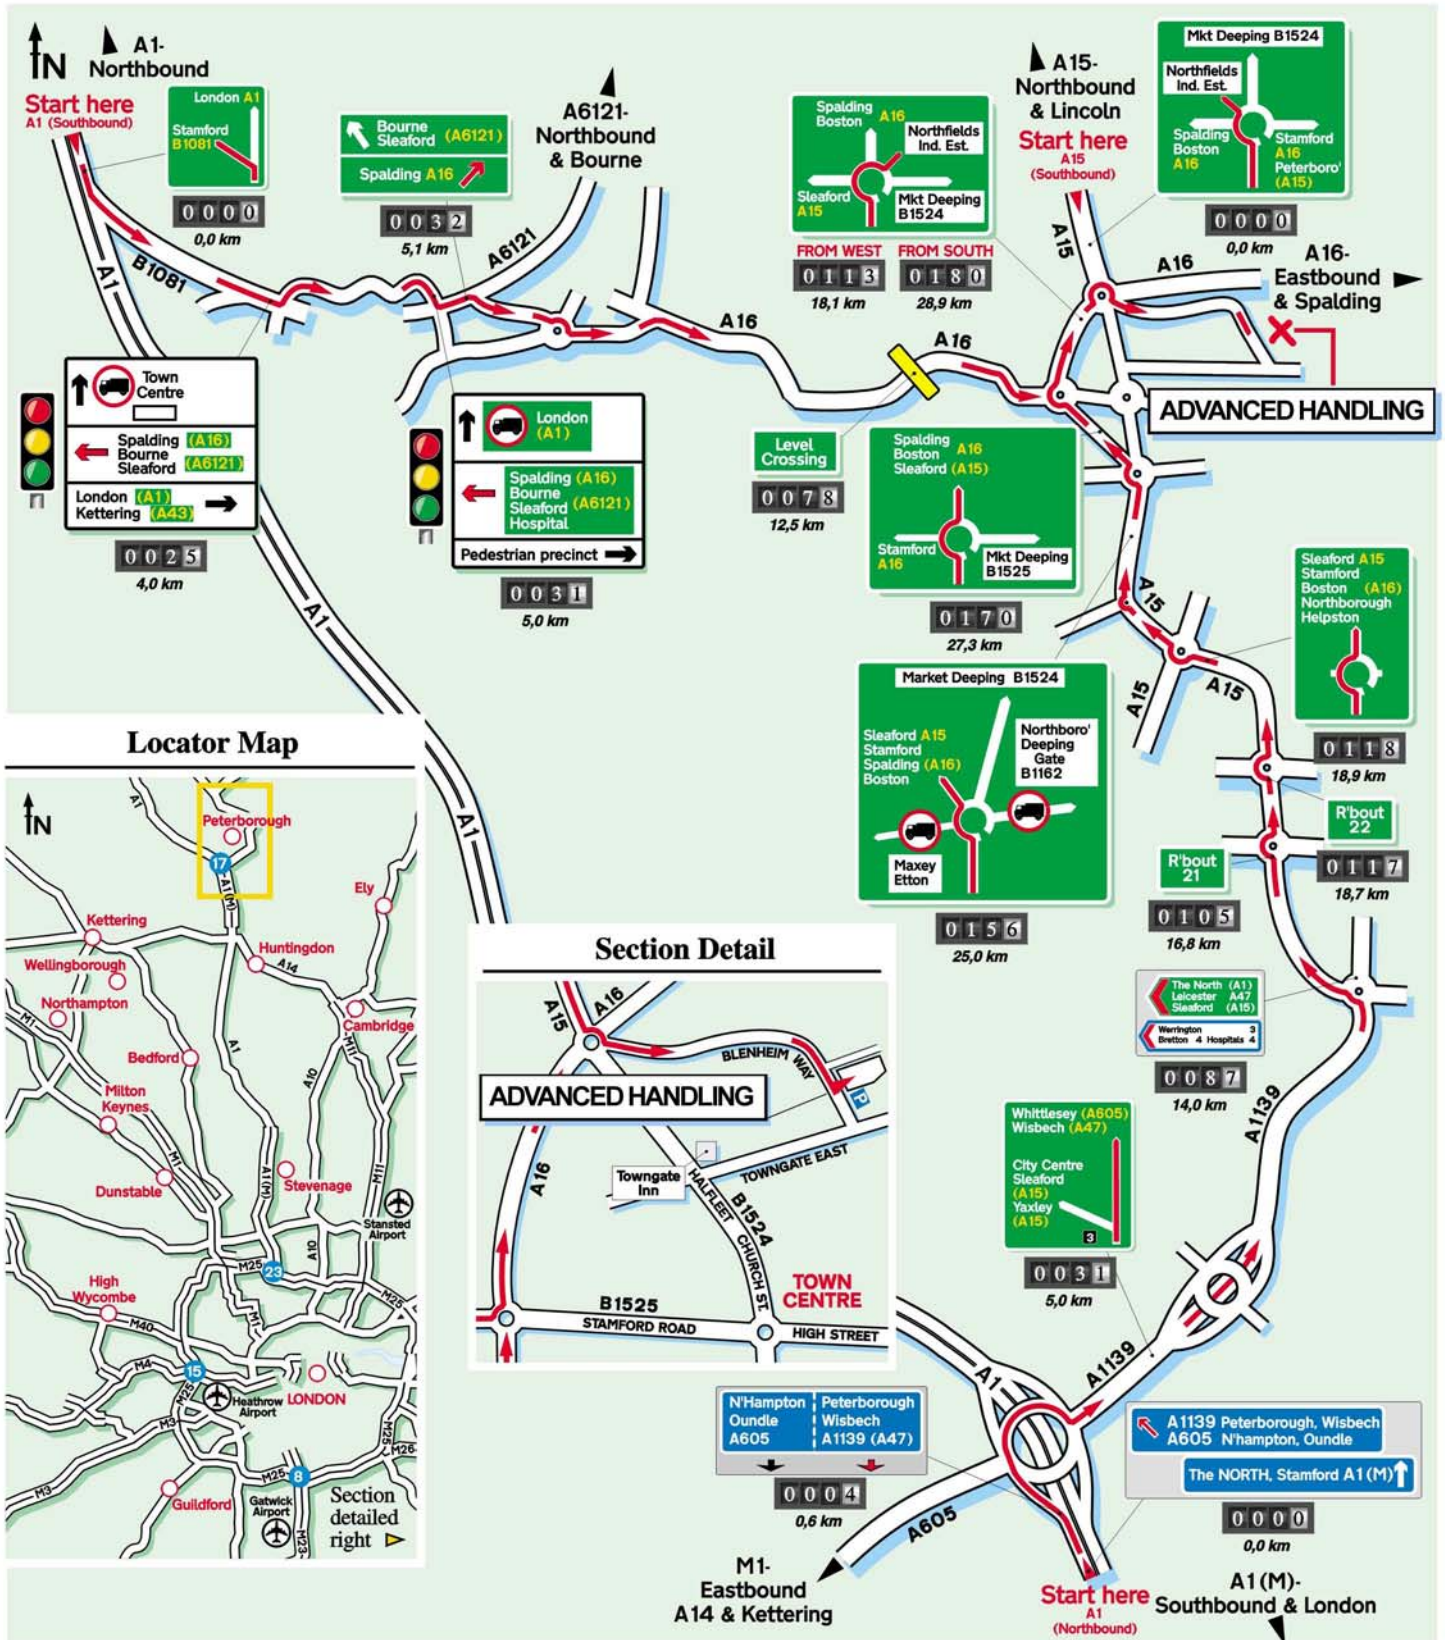 N
A1-
Northbound
Start here
A1 (Southbound)
London A1
Stamford
B1081
0000
0,0 km
Bourne
Sleaford (A6121)
Spalding A16
0032
5,1 km
A6121-
Northbound
& Bourne
Spalding
Boston A16
Northfields
Ind. Est.
Sleaford
A15
Mkt Deeping
B1524
FROM WEST
0113
18,1 km
FROM SOUTH
0180
28,9 km
A15-
Northbound
& Lincoln
Start here
A15
(Southbound)
Mkt Deeping B1524
Northfields
Ind. Est.
Spalding
Boston
A16
Stamford
A16
Peterboro'
(A15)
0000
0,0 km
A16-
Eastbound
& Spalding
A1
B1081
A6121
A16
A16
A15
A16
ADVANCED HANDLING
Town
Centre
Spalding (A16)
Bourne
Sleaford (A6121)
London (A1)
Kettering (A43)
0025
4,0 km
London
(A1)
Spalding (A16)
Bourne
Sleaford (A6121)
Hospital
Pedestrian precinct
0031
5,0 km
Level
Crossing
0078
12,5 km
Spalding
Boston A16
Sleaford (A15)
Stamford
A16
Mkt Deeping
B1525
0170
27,3 km
Sleaford A15
Stamford
Boston (A16)
Northborough
Helpston
0118
18,9 km
A1
A15
A15
A15
Market Deeping B1524
Sleaford A15
Stamford
Spalding (A16)
Boston
Northboro'
Deeping
Gate
B1162
Maxey
Etton
0156
25,0 km
R'bout
22
0117
18,7 km
R'bout
21
0105
16,8 km
The North (A1)
Leicester A47
Sleaford (A15)
Werrington 3
Bretton 4 Hospitals 4
0087
14,0 km
A1139
Whittlesey (A605)
Wisbech (A47)
City Centre
Sleaford
(A15)
Yaxley
(A15)
3
0031
5,0 km
A1
A1139
A1
N'Hampton
Oundle
A605
Peterborough
Wisbech
A1139 (A47)
0004
0,6 km
A1139 Peterborough, Wisbech
A605 N'hampton, Oundle
The NORTH, Stamford A1(M)
0000
0,0 km
A605
M1-
Eastbound
A14 & Kettering
Start here
A1
(Northbound)
A1(M)-
Southbound & London
Locator Map
N
A1
Peterborough
17
A1(M)
Ely
Kettering
Huntingdon
A14
Wellingborough
Northampton
M1
Cambridge
Bedford
A1
M11
A10
Milton
Keynes
M1
Dunstable
A1(M)
Stevenage
M11
Stansted
Airport
A10
M25
23
High
Wycombe
M25
M1
M40
M4
15
M25
Heathrow
Airport
LONDON
M3
M25
M26
M25
8
M3
Guildford
Gatwick
Airport
M23
Section
detailed
right
Section Detail
A15
A16
BLENHEIM WAY
ADVANCED HANDLING
P
A16
Towngate
Inn
TOWNGATE EAST
HALFLEET
B1524
CHURCH ST.
TOWN
CENTRE
B1525
STAMFORD ROAD
HIGH STREET